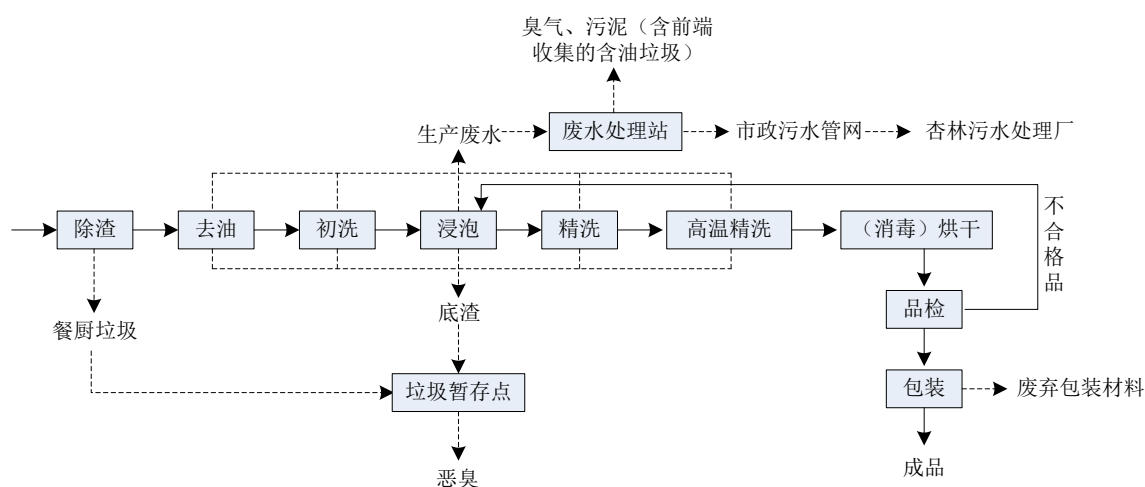 臭气、污泥（含前端
收集的含油垃圾）
生产废水
废水处理站
市政污水管网
杏林污水处理厂
除渣
去油
初洗
浸泡
精洗
高温精洗
（消毒）烘干
不合格品
品检
底渣
餐厨垃圾
垃圾暂存点
包装
废弃包装材料
恶臭
成品